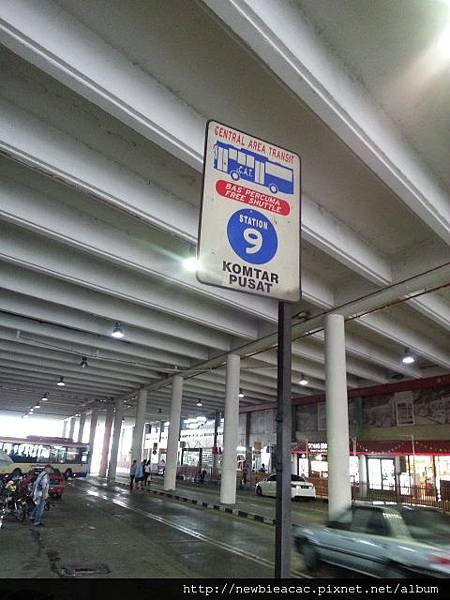 CENTRAL AREA TRANSIT
C.A.T.
BAS PERCUMA
FREE SHUTTLE
STATION
9
KOMTAR
PUSAT
http://newbieacac.pixnet.net/album